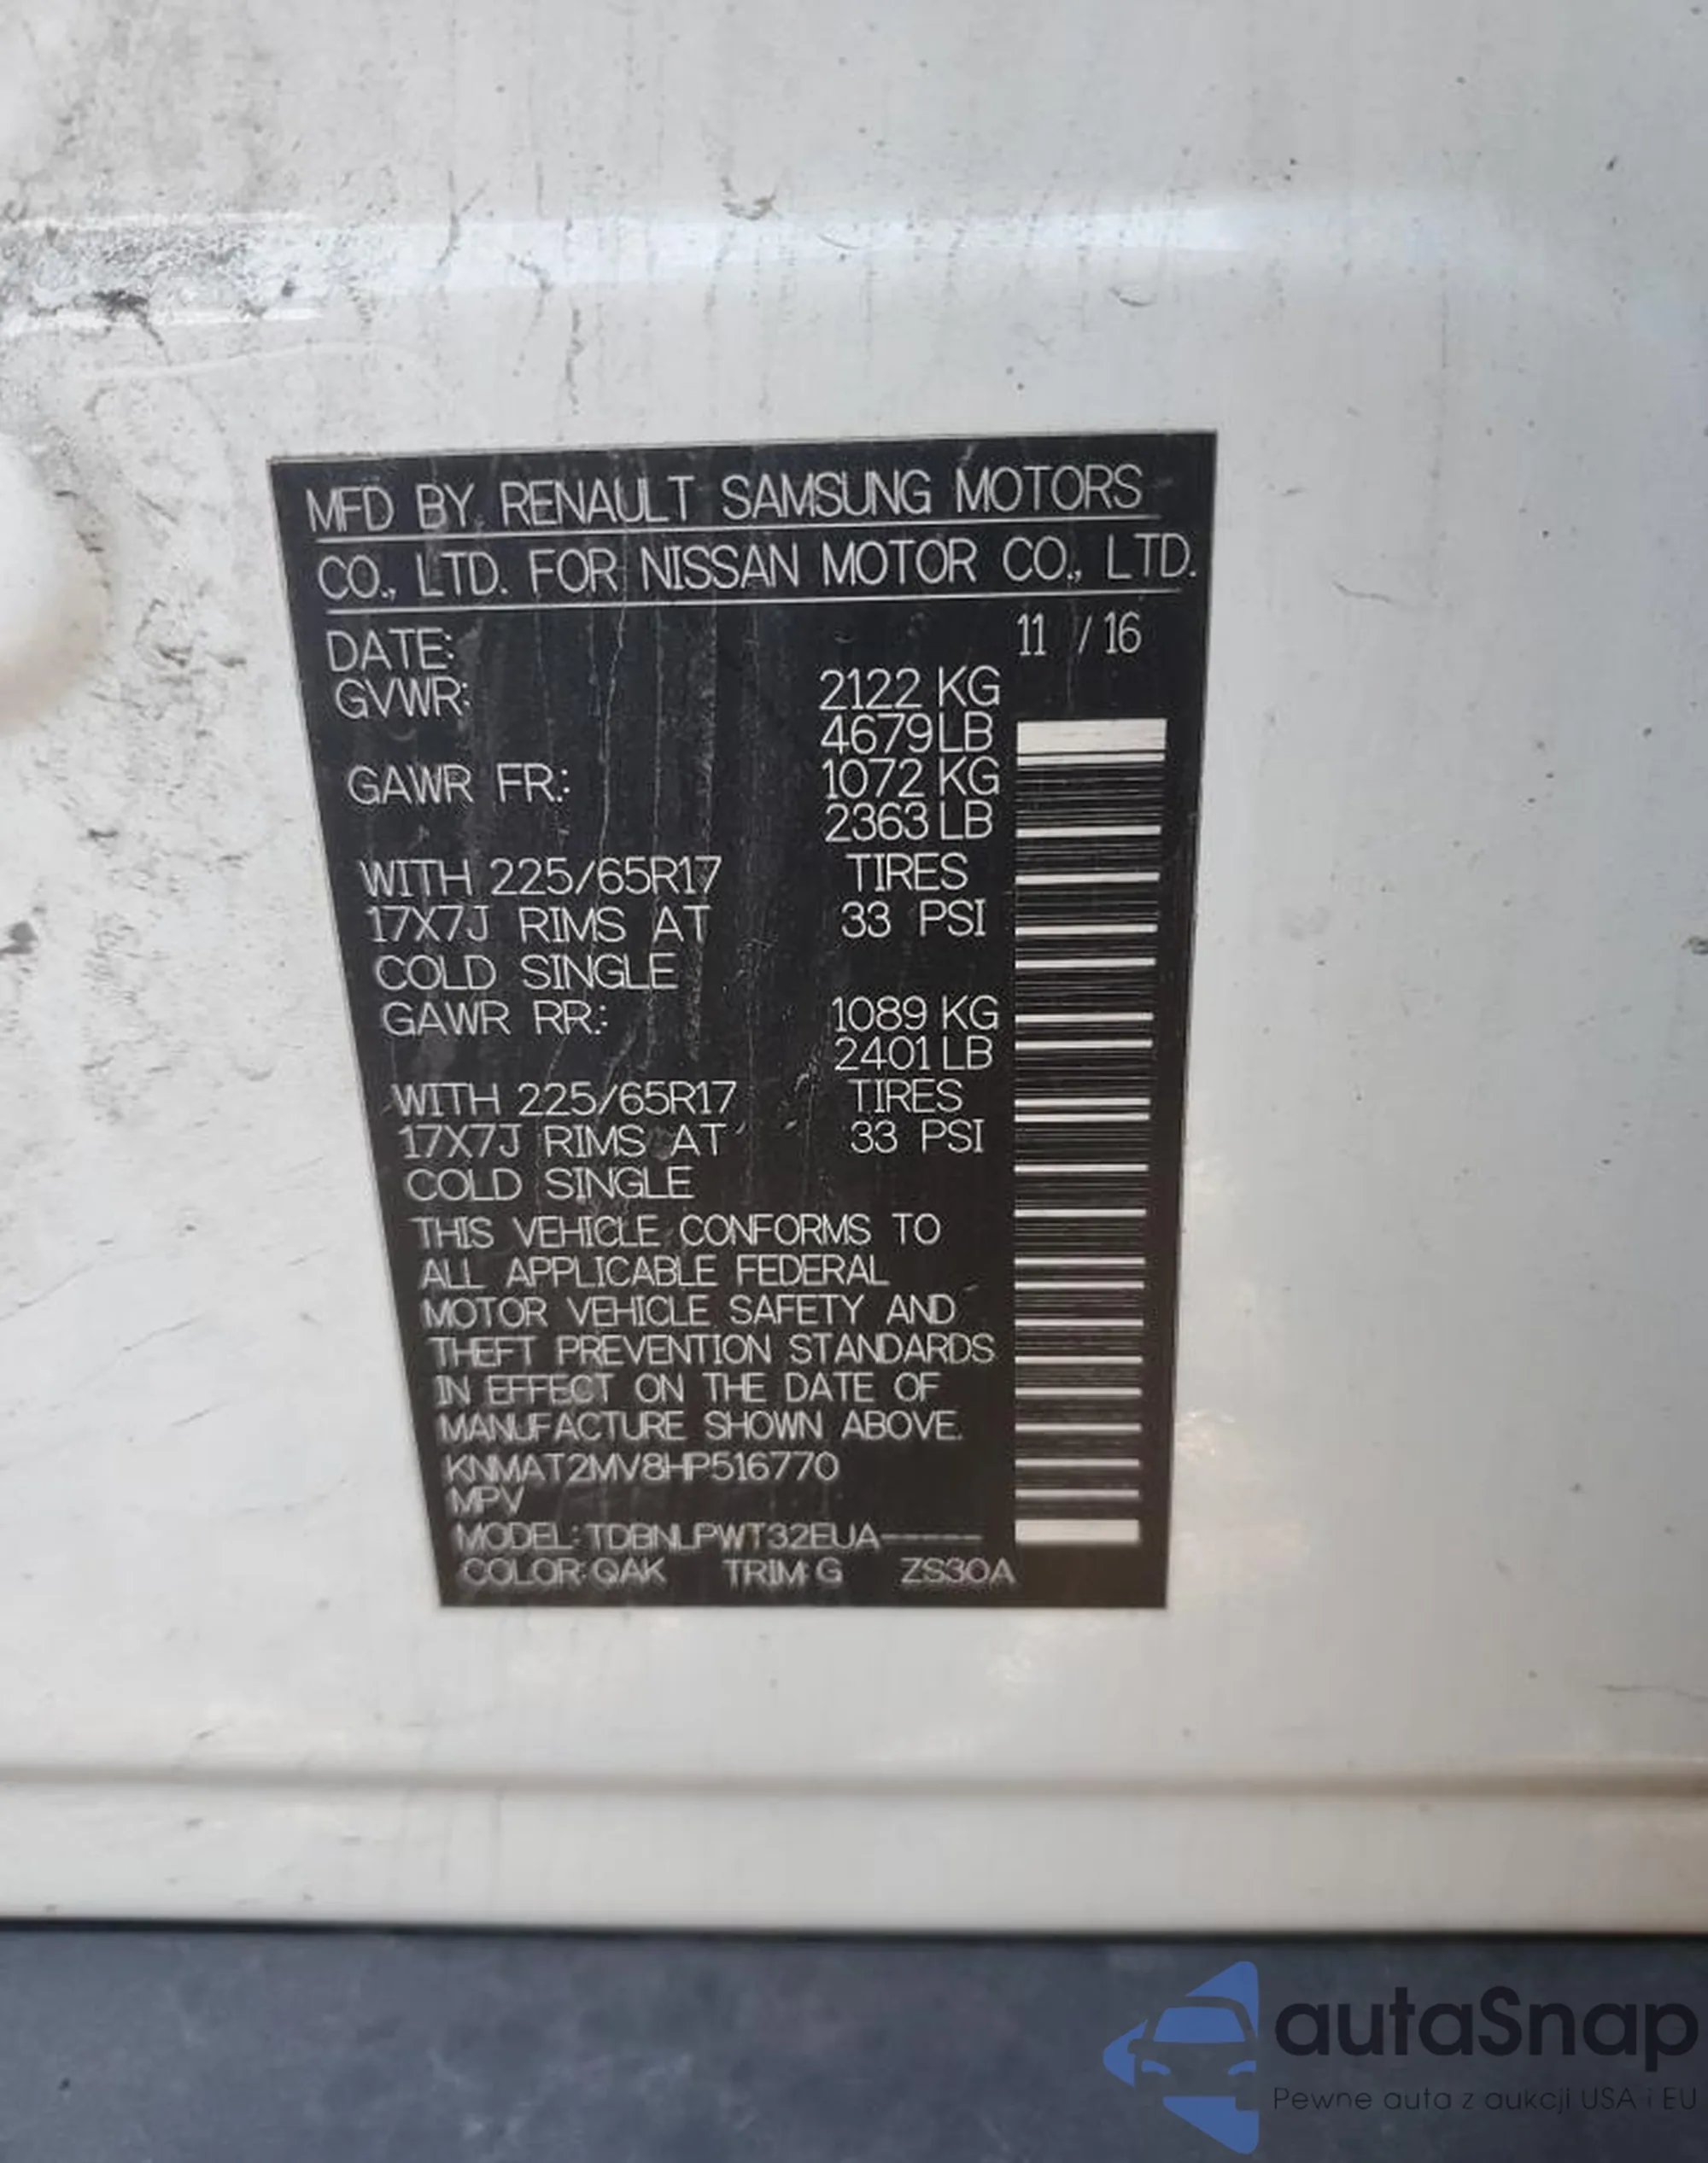 MFD BY RENAULT SAMSUNG MOTORS
CO., LTD. FOR NISSAN MOTOR CO., LTD.
DATE: 11 / 16
GVWR: 2122 KG
4679 LB
GAWR FR.: 1072 KG
2363 LB
WITH 225/65R17 TIRES
17X7J RIMS AT 33 PSI
COLD SINGLE
GAWR RR.: 1089 KG
2401 LB
WITH 225/65R17 TIRES
17X7J RIMS AT 33 PSI
COLD SINGLE
THIS VEHICLE CONFORMS TO
ALL APPLICABLE FEDERAL
MOTOR VEHICLE SAFETY AND
THEFT PREVENTION STANDARDS
IN EFFECT ON THE DATE OF
MANUFACTURE SHOWN ABOVE.
KNMAT2MV8HP516770
MPV
MODEL: TDBNLPWT32EUA-----
COLOR: QAK TRIM: G ZS30A
autaSnap
Pewne auta z aukcji USA i EU